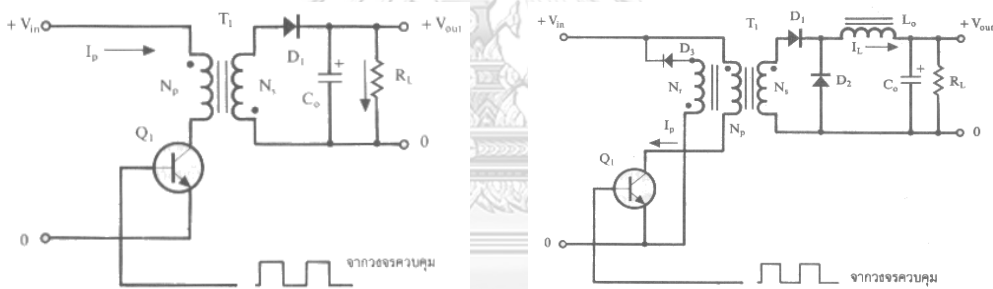 + Vin
Ip
T1
D1
+ Vout
Np
Ns
Co
+
RL
Q1
0
0
จากวงจรควบคุม
+ Vin
D3
T1
D1
Lo
+ Vout
IL
Nr
Ns
D2
Co
+
RL
Ip
Np
Q1
0
0
จากวงจรควบคุม